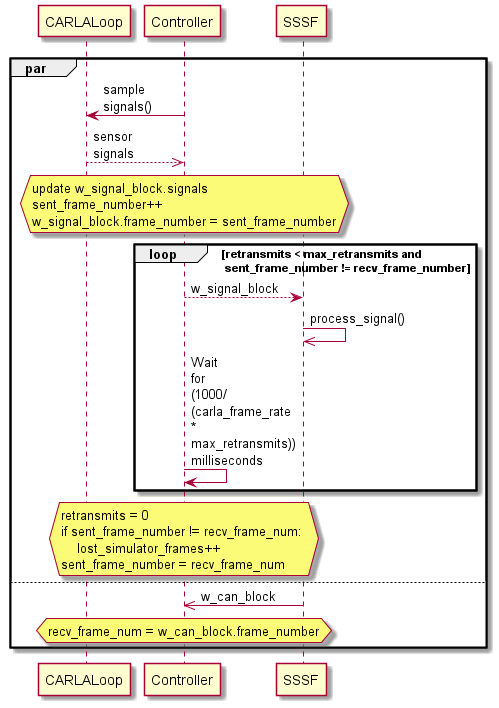 CARLALoop
Controller
SSSF
par
sample
signals()
sensor
signals
update w_signal_block.signals
sent_frame_number++
w_signal_block.frame_number = sent_frame_number
loop
[retransmits < max_retransmits and
sent_frame_number != recv_frame_number]
w_signal_block
process_signal()
Wait
for
(1000/
(carla_frame_rate
*
max_retransmits))
milliseconds
retransmits = 0
if sent_frame_number != recv_frame_num:
lost_simulator_frames++
sent_frame_number = recv_frame_num
w_can_block
recv_frame_num = w_can_block.frame_number
CARLALoop
Controller
SSSF